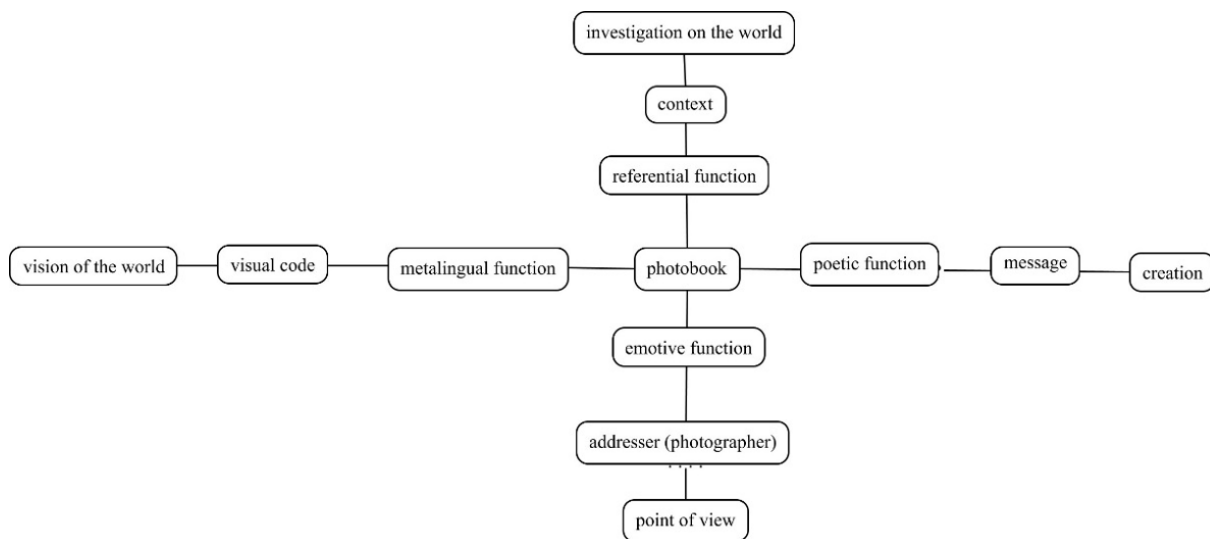 investigation on the world
context
referential function
vision of the world
visual code
metalingual function
photobook
poetic function
message
creation
emotive function
addresser (photographer)
point of view